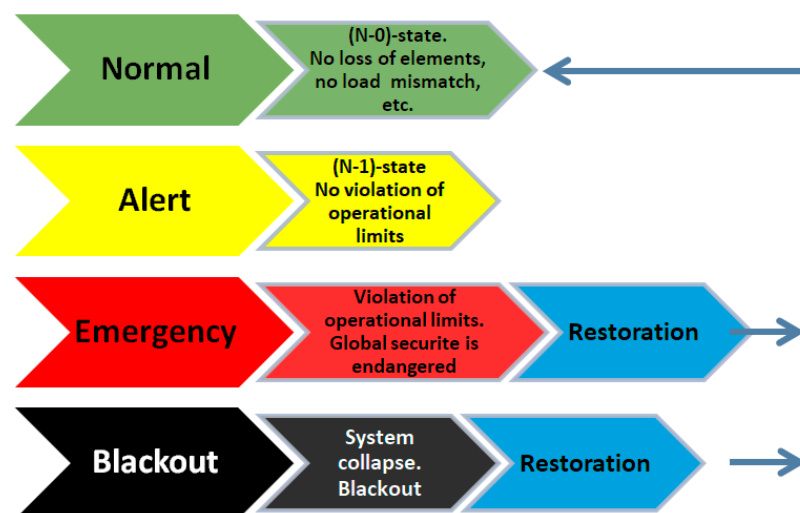 Normal
(N-0)-state.
No loss of elements,
no load mismatch,
etc.
Alert
(N-1)-state
No violation of
operational
limits
Emergency
Violation of
operational limits.
Global securite is
endangered
Restoration
Blackout
System
collapse.
Blackout
Restoration